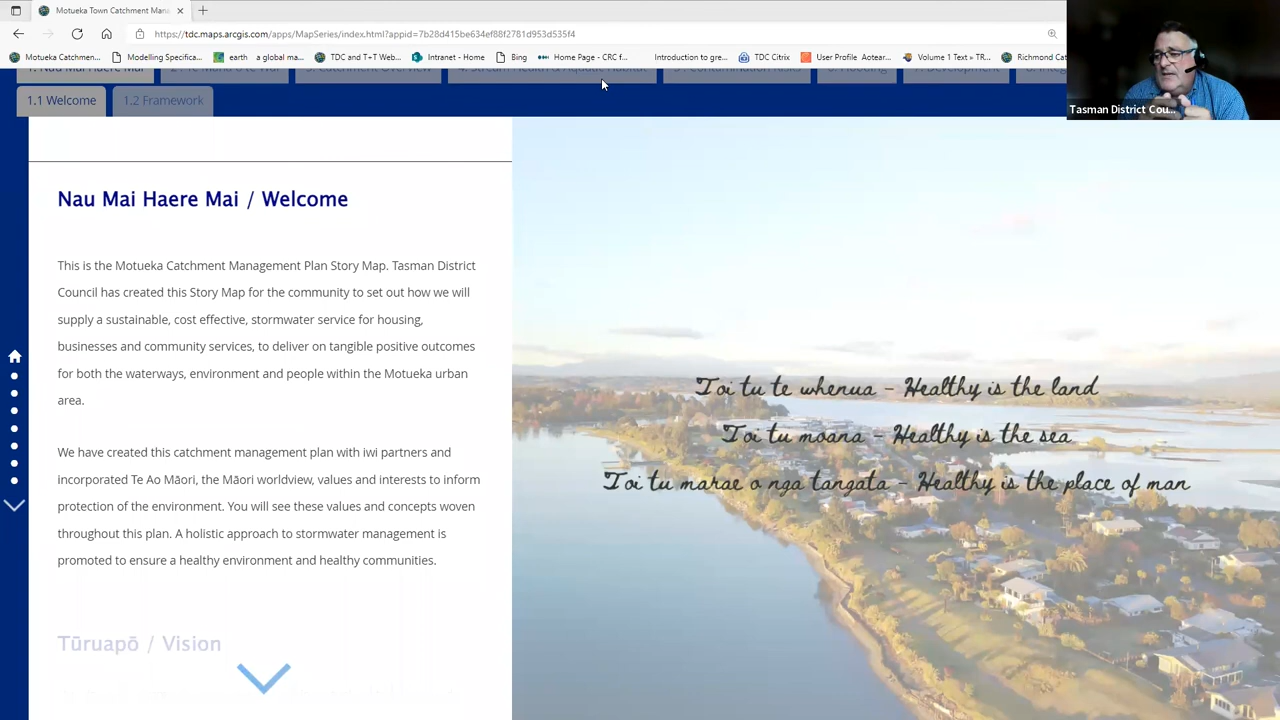 Motueka Town Catchment Man
https://tdc.maps.arcgis.com/apps/MapSeries/index.html?appid=7b28d415be634ef88f2781d953d535f4
Motueka Catchmen... Modelling Specifica... earth a global ma... TDC and T+T Web... Intranet - Home Bing Home Page - CRC f... Introduction to gre... TDC Citrix User Profile Aotear... Volume 1 Text » TR... Richmond Cat
1.1 Welcome 1.2 Framework
Tasman District Cou...
Nau Mai Haere Mai / Welcome
This is the Motueka Catchment Management Plan Story Map. Tasman District
Council has created this Story Map for the community to set out how we will
supply a sustainable, cost effective, stormwater service for housing,
businesses and community services, to deliver on tangible positive outcomes
for both the waterways, environment and people within the Motueka urban
area.
We have created this catchment management plan with iwi partners and
incorporated Te Ao Māori, the Māori worldview, values and interests to inform
protection of the environment. You will see these values and concepts woven
throughout this plan. A holistic approach to stormwater management is
promoted to ensure a healthy environment and healthy communities.
Tūruapō / Vision
Toi tu te whenua - Healthy is the land
Toi tu moana - Healthy is the sea
Toi tu marae o nga tangata - Healthy is the place of man